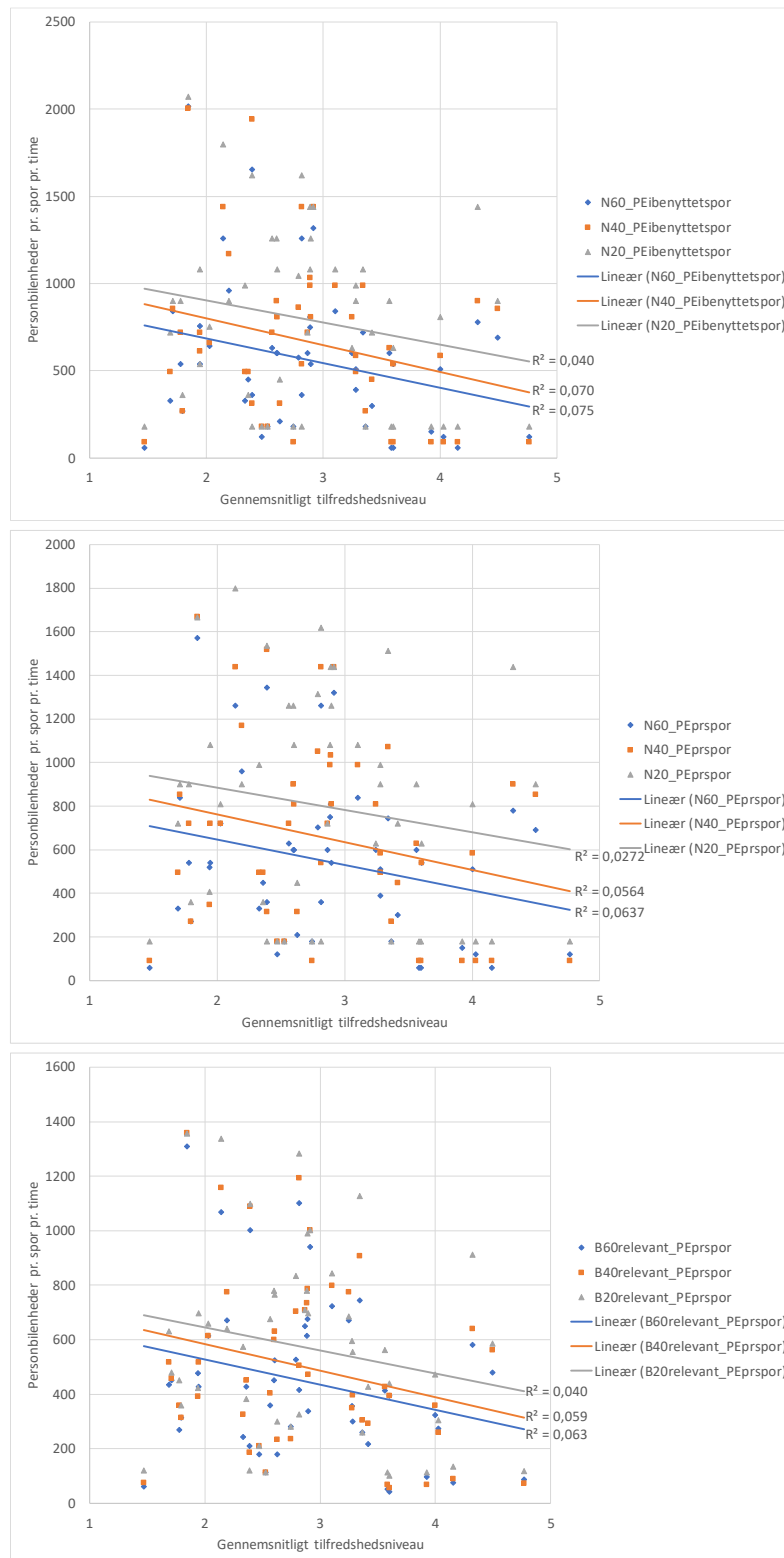 2500
2000
1500
1000
500
0
1
2
3
4
5
Personbilenheder pr. spor pr. time
Gennemsnitligt tilfredshedsniveau
R² = 0,040
R² = 0,070
R² = 0,075
N60_PEibenyttetspor
N40_PEibenyttetspor
N20_PEibenyttetspor
Lineær (N60_PEibenyttetspor)
Lineær (N40_PEibenyttetspor)
Lineær (N20_PEibenyttetspor)
2000
1800
1600
1400
1200
1000
800
600
400
200
0
1
2
3
4
5
Personbilenheder pr. spor pr. time
Gennemsnitligt tilfredshedsniveau
R² = 0,0272
R² = 0,0564
R² = 0,0637
N60_PEprspor
N40_PEprspor
N20_PEprspor
Lineær (N60_PEprspor)
Lineær (N40_PEprspor)
Lineær (N20_PEprspor)
1600
1400
1200
1000
800
600
400
200
0
1
2
3
4
5
Personbilenheder pr. spor pr. time
Gennemsnitligt tilfredshedsniveau
R² = 0,040
R² = 0,059
R² = 0,063
B60relevant_PEprspor
B40relevant_PEprspor
B20relevant_PEprspor
Lineær (B60relevant_PEprspor)
Lineær (B40relevant_PEprspor)
Lineær (B20relevant_PEprspor)